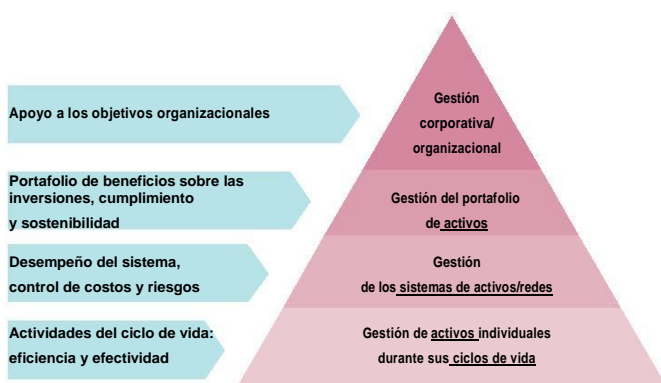 Apoyo a los objetivos organizacionales
Gestión
corporativa/
organizacional
Portafolio de beneficios sobre las
inversiones, cumplimiento
y sostenibilidad
Gestión del portafolio
de activos
Desempeño del sistema,
control de costos y riesgos
Gestión
de los sistemas de activos/redes
Actividades del ciclo de vida:
eficiencia y efectividad
Gestión de activos individuales
durante sus ciclos de vida